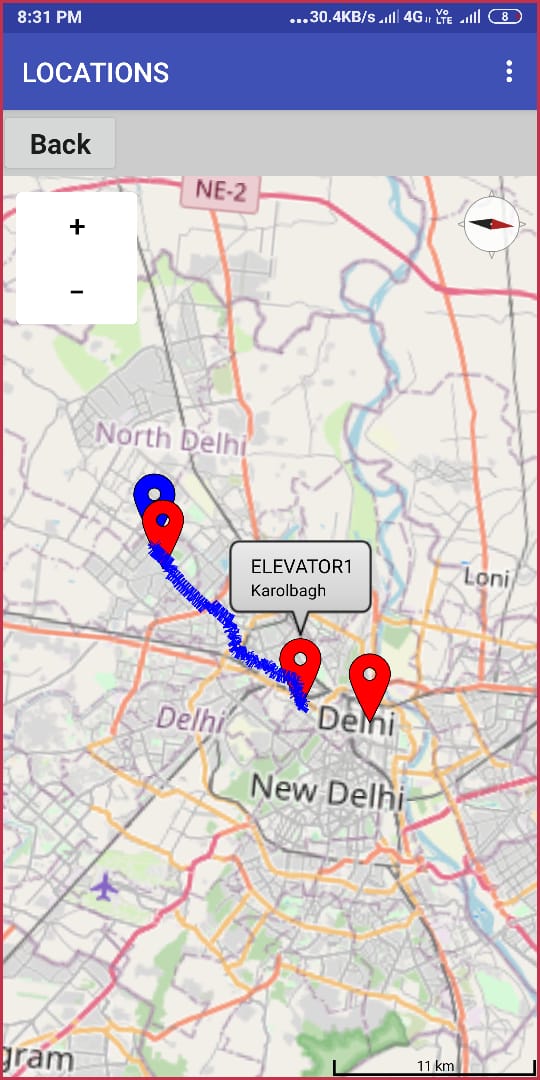 8:31 PM ...30.4KB/s 4G Vo LTE 8
LOCATIONS
Back
NE-2
+
−
North Delhi
ELEVATOR1
Karolbagh
Loni
Delhi
Delhi
New Delhi
gram
11 km